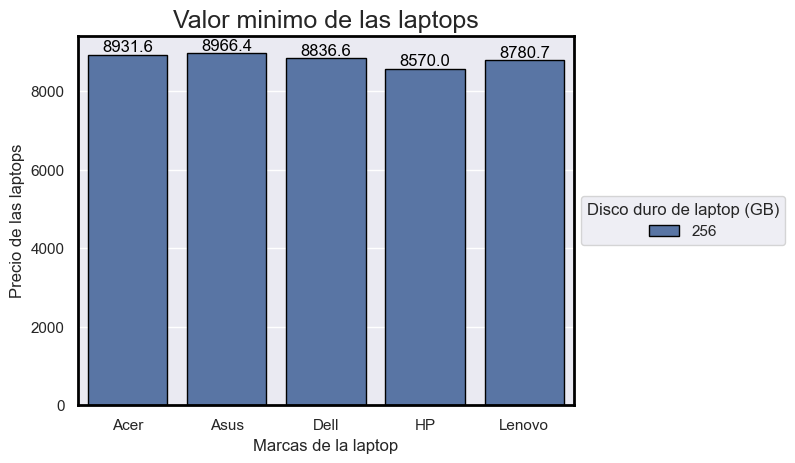 Valor minimo de las laptops
8931.6
8966.4
8836.6
8570.0
8780.7
8000
6000
4000
2000
0
Precio de las laptops
Acer
Asus
Dell
HP
Lenovo
Marcas de la laptop
Disco duro de laptop (GB)
256